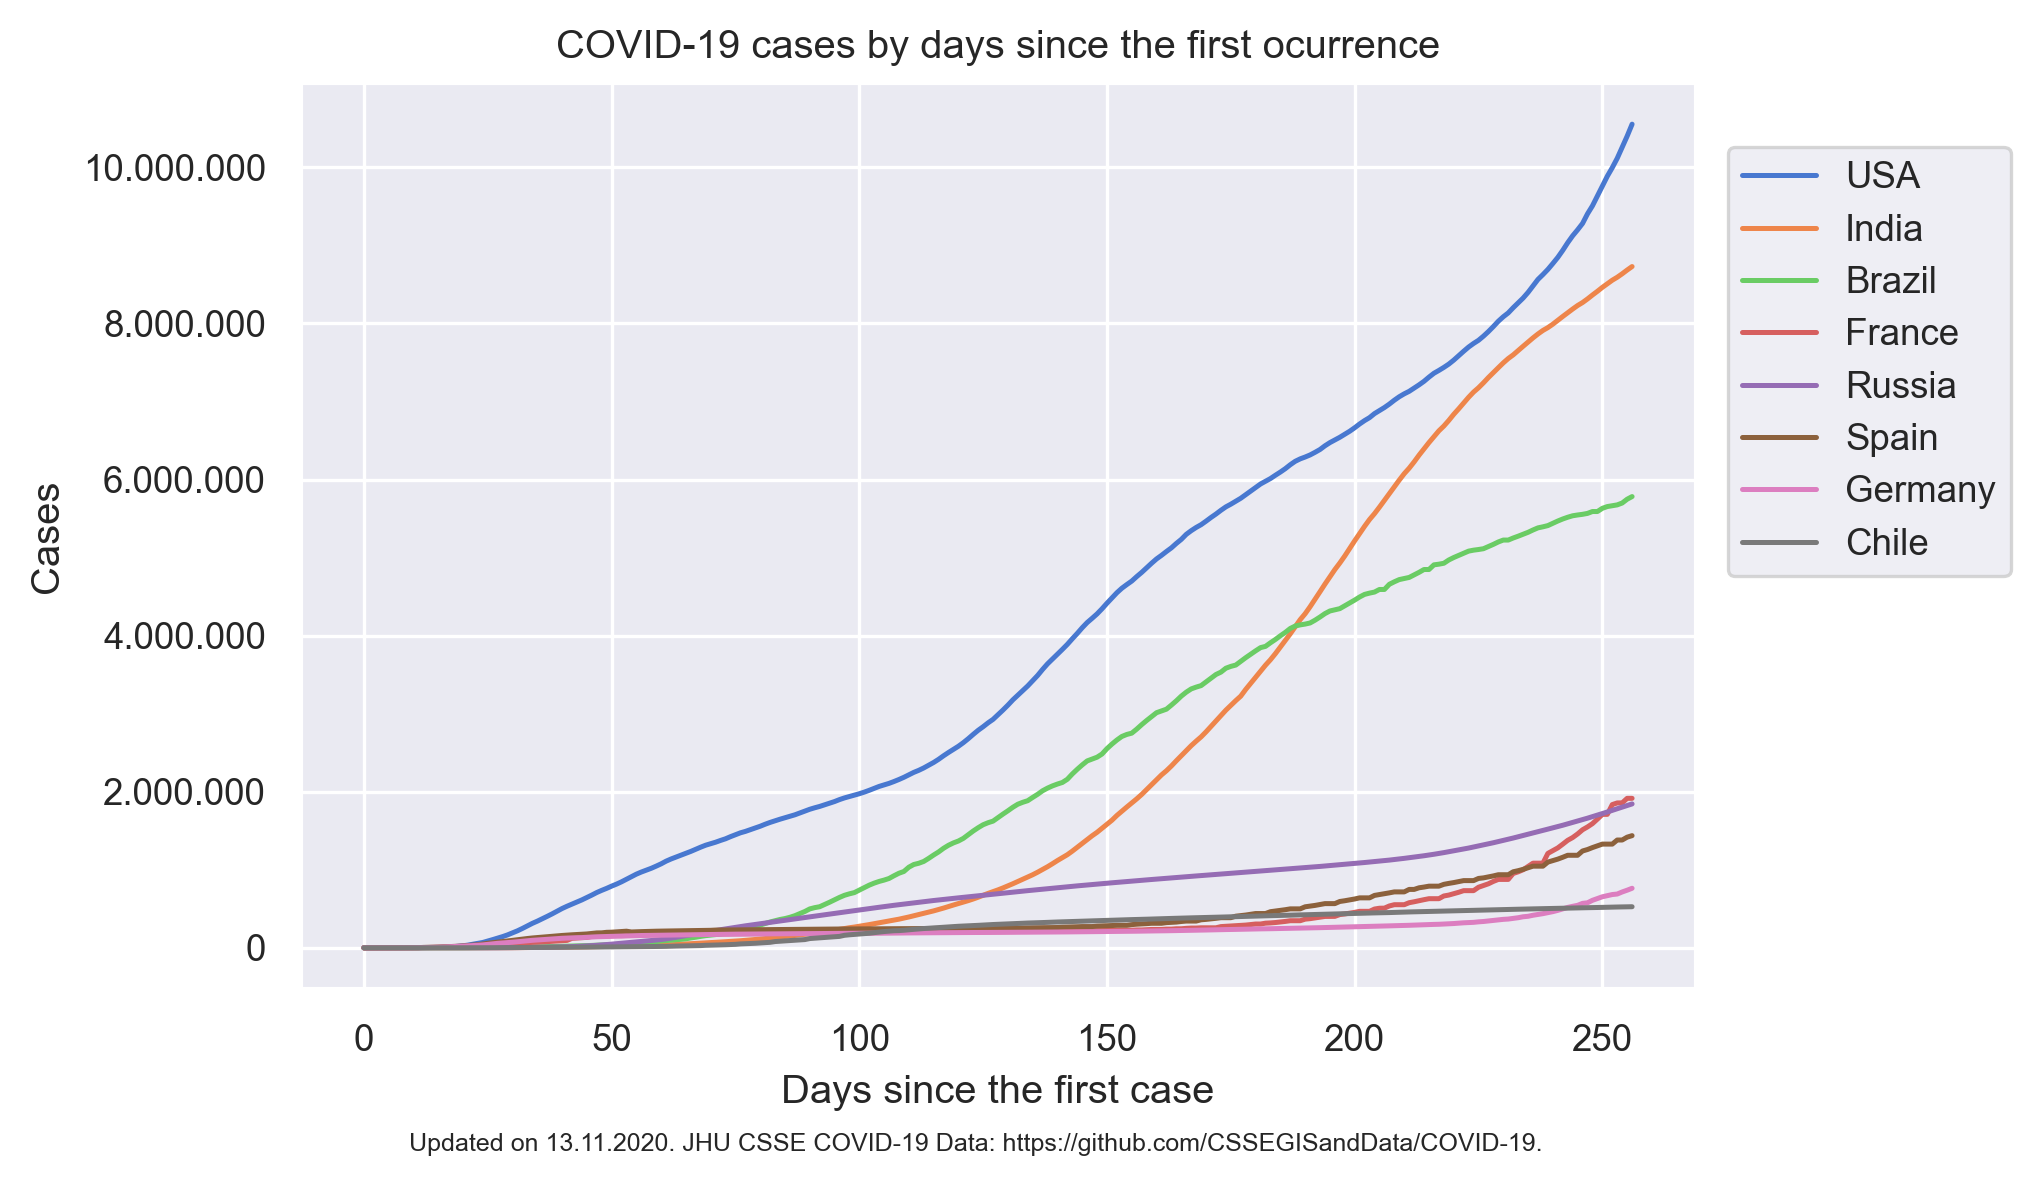 COVID-19 cases by days since the first ocurrence
10.000.000
8.000.000
6.000.000
4.000.000
2.000.000
0
Cases
0 50 100 150 200 250
Days since the first case
USA
India
Brazil
France
Russia
Spain
Germany
Chile
Updated on 13.11.2020. JHU CSSE COVID-19 Data: https://github.com/CSSEGISandData/COVID-19.